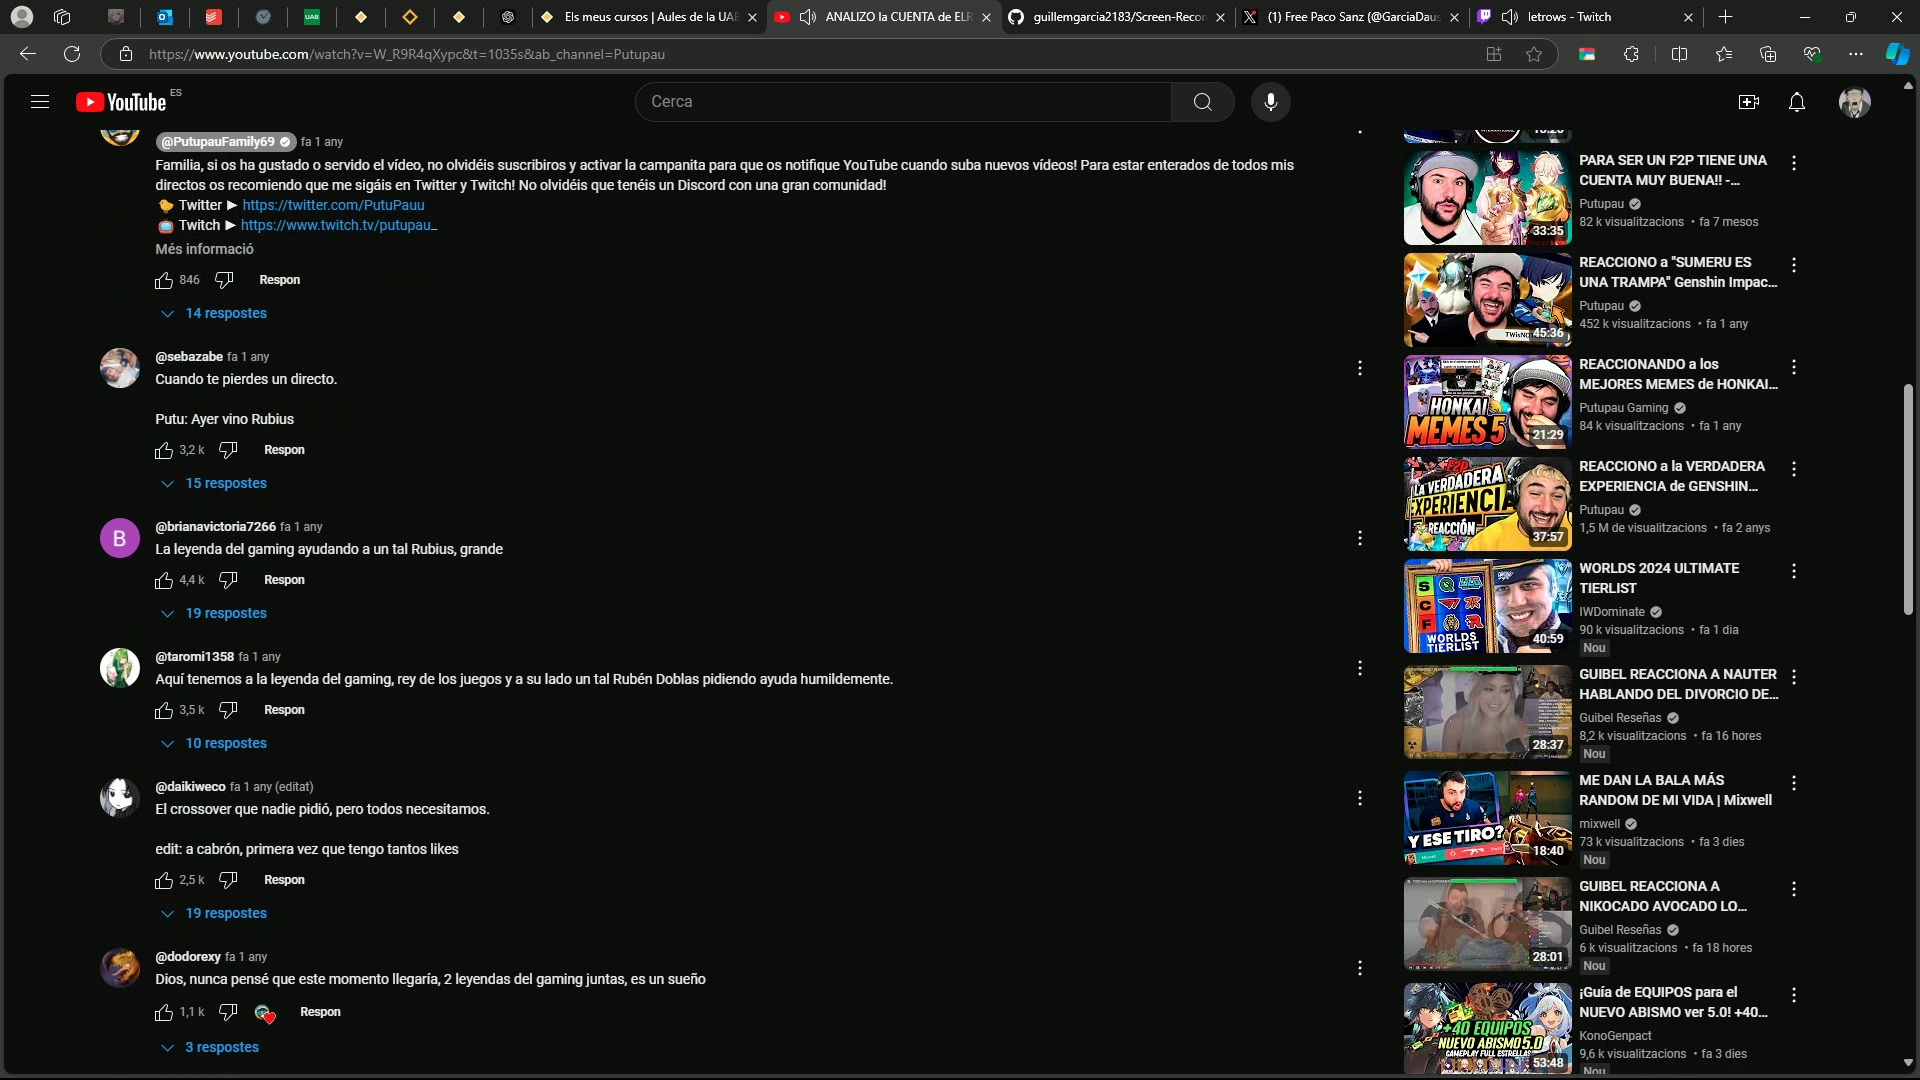 UAB
Els meus cursos | Aules de la UAB
ANALIZO la CUENTA de ELR
guillemgarcia2183/Screen-Recor
(1) Free Paco Sanz (@GarciaDaus
letrows - Twitch
https://www.youtube.com/watch?v=W_R9R4qXypc&t=1035s&ab_channel=Putupau
YouTube ES
Cerca
@PutupauFamily69 fa 1 any
Familia, si os ha gustado o servido el vídeo, no olvidéis suscribiros y activar la campanita para que os notifique YouTube cuando suba nuevos vídeos! Para estar enterados de todos mis
directos os recomiendo que me sigáis en Twitter y Twitch! No olvidéis que tenéis un Discord con una gran comunidad!
Twitter ► https://twitter.com/PutuPauu
Twitch ► https://www.twitch.tv/putupau_
Més informació
846 Respon
14 respostes
@sebazabe fa 1 any
Cuando te pierdes un directo.
Putu: Ayer vino Rubius
3,2 k Respon
15 respostes
B
@brianavictoria7266 fa 1 any
La leyenda del gaming ayudando a un tal Rubius, grande
4,4 k Respon
19 respostes
@taromi1358 fa 1 any
Aquí tenemos a la leyenda del gaming, rey de los juegos y a su lado un tal Rubén Doblas pidiendo ayuda humildemente.
3,5 k Respon
10 respostes
@daikiweco fa 1 any (editat)
El crossover que nadie pidió, pero todos necesitamos.
edit: a cabrón, primera vez que tengo tantos likes
2,5 k Respon
19 respostes
@dodorexy fa 1 any
Dios, nunca pensé que este momento llegaría, 2 leyendas del gaming juntas, es un sueño
1,1 k Respon
3 respostes
33:35
PARA SER UN F2P TIENE UNA
CUENTA MUY BUENA!! -...
Putupau
82 k visualitzacions • fa 7 mesos
45:36
REACCIONO a "SUMERU ES
UNA TRAMPA" Genshin Impac...
Putupau
452 k visualitzacions • fa 1 any
HONKAI
MEMES 5
21:29
REACCIONANDO a los
MEJORES MEMES de HONKAI...
Putupau Gaming
84 k visualitzacions • fa 1 any
F2P
LA VERDADERA
EXPERIENCIA
REACCIÓN
37:57
REACCIONO a la VERDADERA
EXPERIENCIA de GENSHIN...
Putupau
1,5 M de visualitzacions • fa 2 anys
S
C
F
WORLDS
TIERLIST
40:59
WORLDS 2024 ULTIMATE
TIERLIST
IWDominate
90 k visualitzacions • fa 1 dia
Nou
28:37
GUIBEL REACCIONA A NAUTER
HABLANDO DEL DIVORCIO DE...
Guibel Reseñas
8,2 k visualitzacions • fa 16 hores
Nou
Y ESE TIRO?
18:40
ME DAN LA BALA MÁS
RANDOM DE MI VIDA | Mixwell
mixwell
73 k visualitzacions • fa 3 dies
Nou
28:01
GUIBEL REACCIONA A
NIKOCADO AVOCADO LO...
Guibel Reseñas
6 k visualitzacions • fa 18 hores
Nou
+40 EQUIPOS
NUEVO ABISMO 5.0
GAMEPLAY FULL ESTRELLAS
53:48
¡Guía de EQUIPOS para el
NUEVO ABISMO ver 5.0! +40...
KonoGenpact
9,6 k visualitzacions • fa 3 dies
Nou